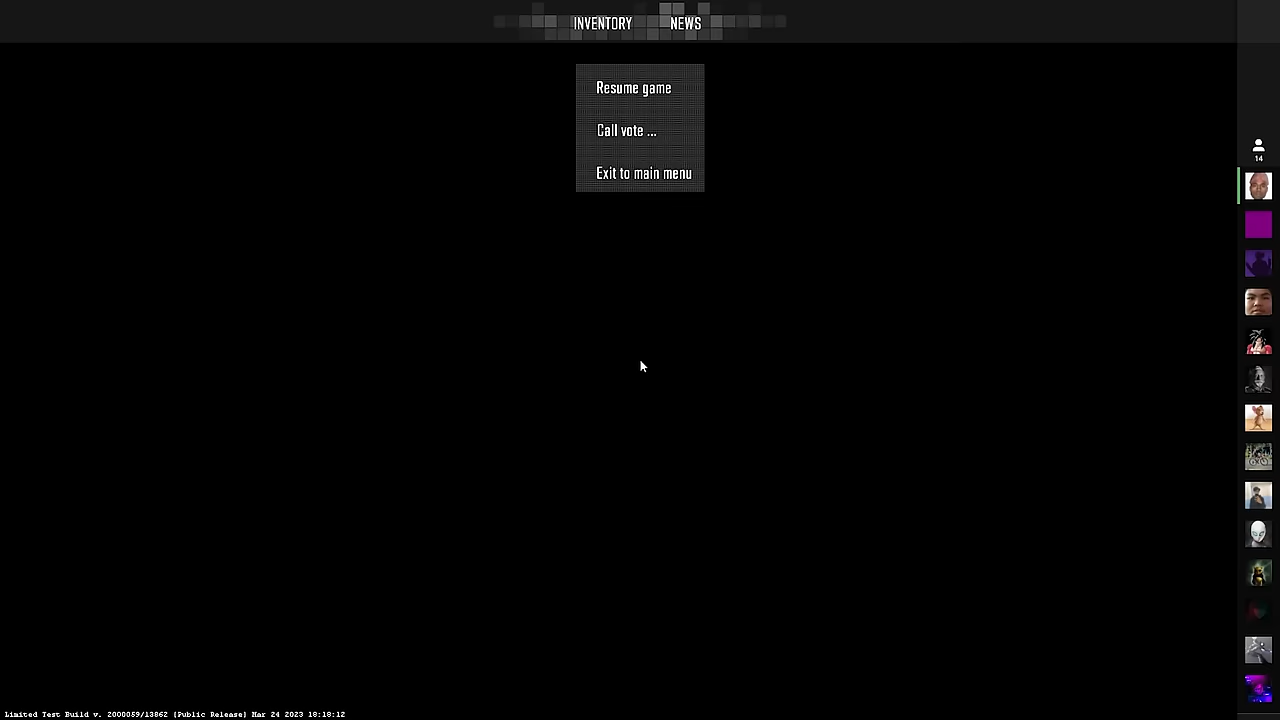 INVENTORY NEWS
Resume game
Call vote ...
Exit to main menu
14
Limited Test Build v. 2000059/13862 [Public Release] Mar 24 2023 18:18:12